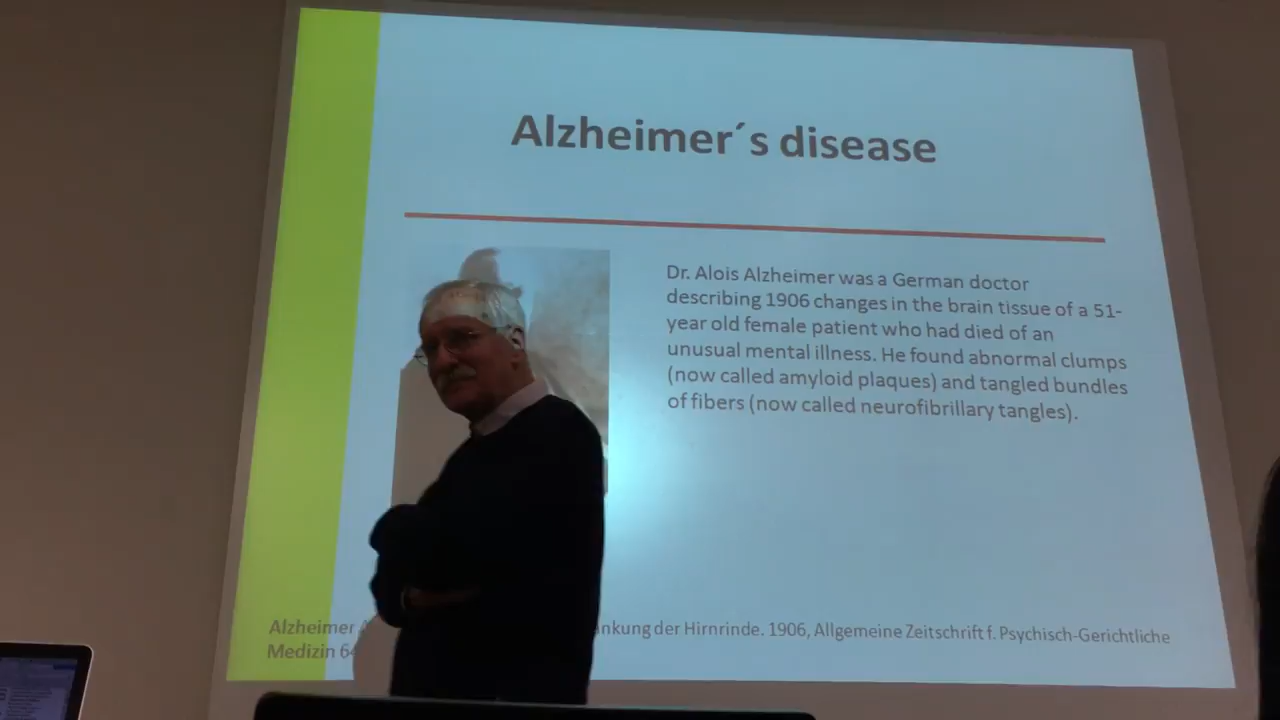 Alzheimer´s disease
Dr. Alois Alzheimer was a German doctor
describing 1906 changes in the brain tissue of a 51-
year old female patient who had died of an
unusual mental illness. He found abnormal clumps
(now called amyloid plaques) and tangled bundles
of fibers (now called neurofibrillary tangles).
Alzheimer der Hirnrinde. 1906, Allgemeine Zeitschrift f. Psychisch-Gerichtliche
Medizin